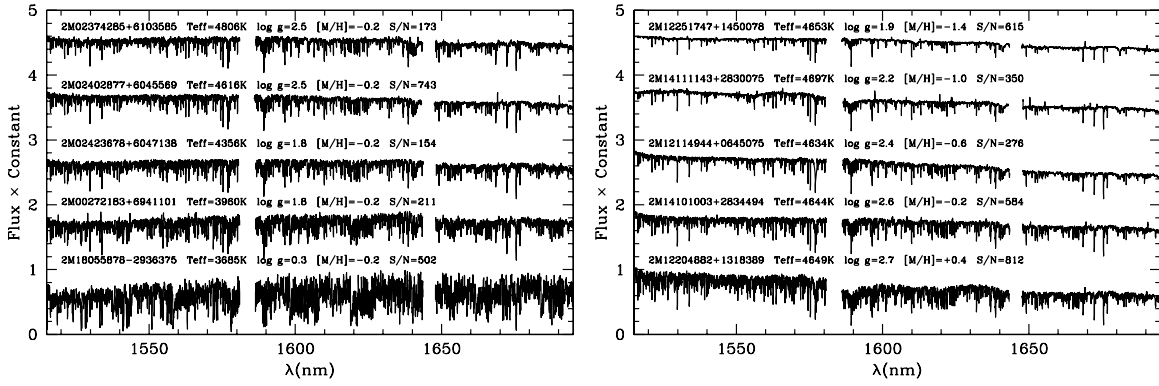 5
2M02374285+6103585 Teff=4806K log g=2.5 [M/H]=−0.2 S/N=173
4
2M02402877+6045569 Teff=4616K log g=2.5 [M/H]=−0.2 S/N=743
3
2M02423678+6047138 Teff=4356K log g=1.8 [M/H]=−0.2 S/N=154
2
2M00272183+6941101 Teff=3960K log g=1.8 [M/H]=−0.2 S/N=211
1
2M18055878−2936375 Teff=3685K log g=0.3 [M/H]=−0.2 S/N=502
0
Flux × Constant
1550 1600 1650
λ(nm)
5
2M12251747+1450078 Teff=4653K log g=1.9 [M/H]=−1.4 S/N=615
4
2M14111143+2830075 Teff=4697K log g=2.2 [M/H]=−1.0 S/N=350
3
2M12114944+0645075 Teff=4634K log g=2.4 [M/H]=−0.6 S/N=276
2
2M14101003+2834494 Teff=4644K log g=2.6 [M/H]=−0.2 S/N=584
1
2M12204882+1318389 Teff=4649K log g=2.7 [M/H]=+0.4 S/N=812
0
Flux × Constant
1550 1600 1650
λ(nm)